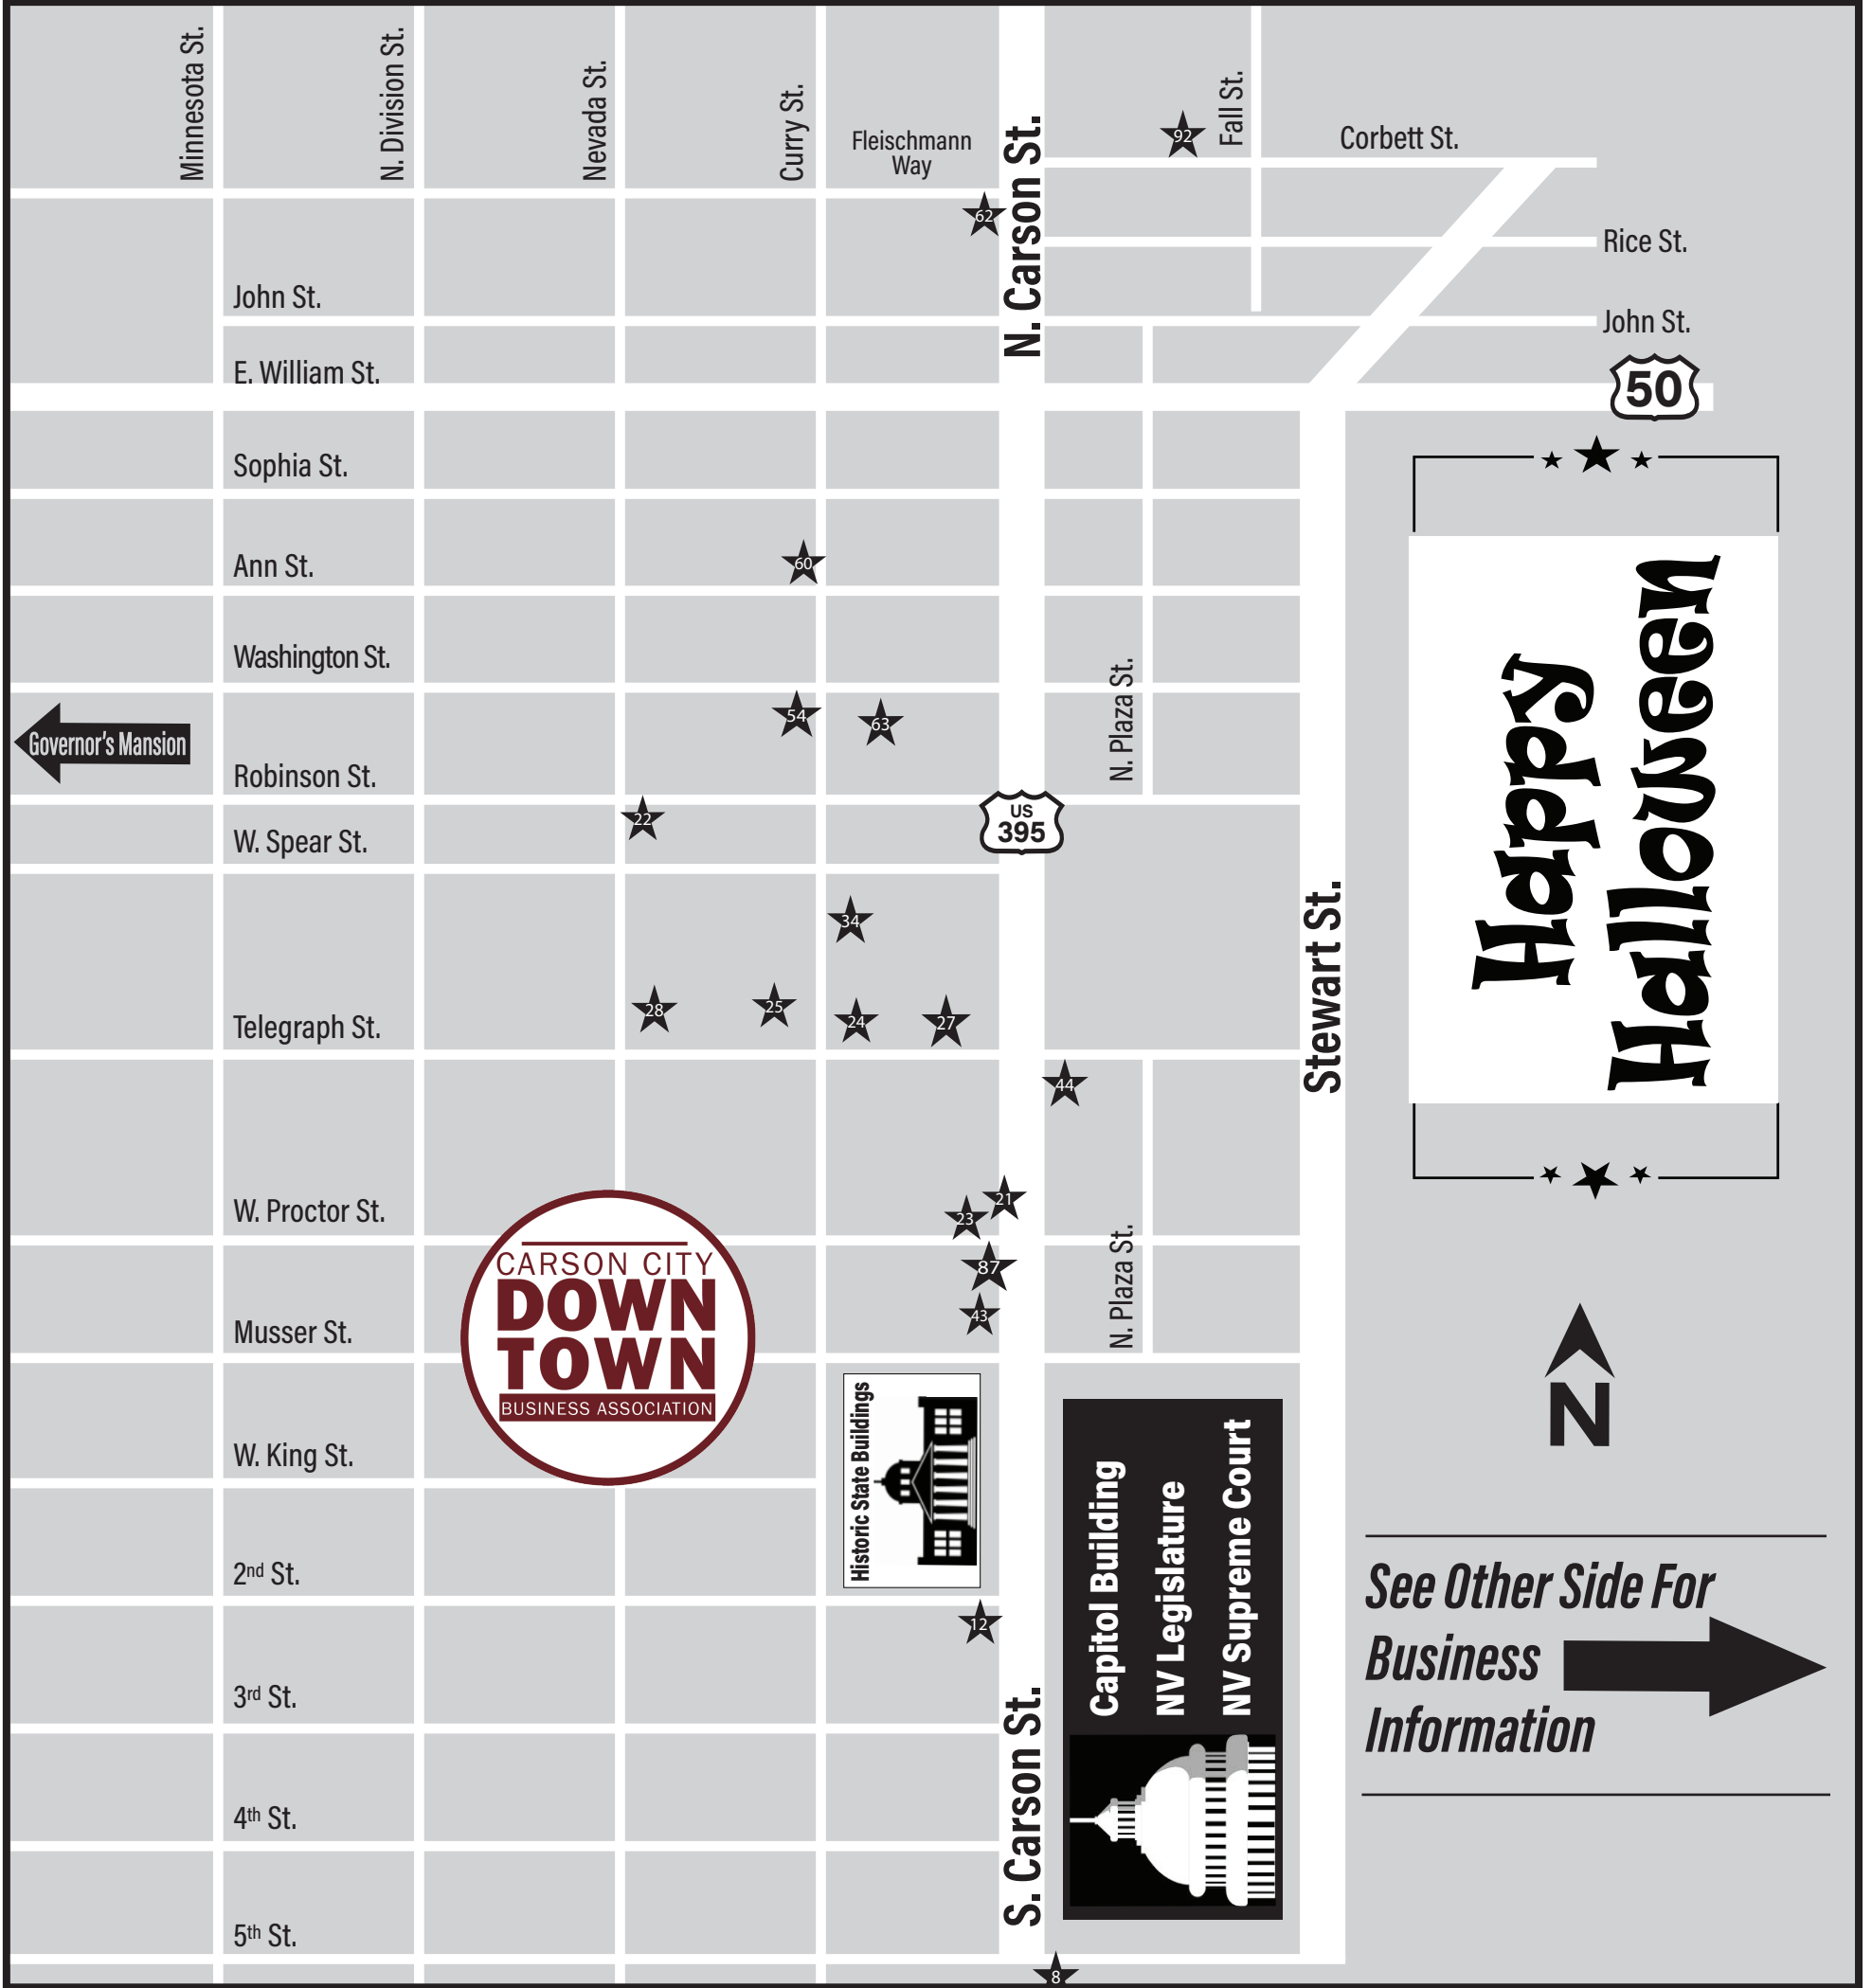 Minnesota St.
N. Division St.
Nevada St.
Curry St.
Fleischmann
Way
N. Carson St.
92
Fall St.
Corbett St.
62
Rice St.
John St.
John St.
E. William St.
50
Sophia St.
Ann St.
60
Washington St.
54
63
N. Plaza St.
Governor's Mansion
Robinson St.
22
US
395
W. Spear St.
34
Stewart St.
Happy
Halloween
28
25
24
27
Telegraph St.
44
21
23
W. Proctor St.
87
43
N. Plaza St.
CARSON CITY
DOWN
TOWN
BUSINESS ASSOCIATION
Musser St.
N
Historic State Buildings
Capitol Building
NV Legislature
NV Supreme Court
W. King St.
2nd St.
12
See Other Side For
Business
Information
3rd St.
S. Carson St.
4th St.
5th St.
8